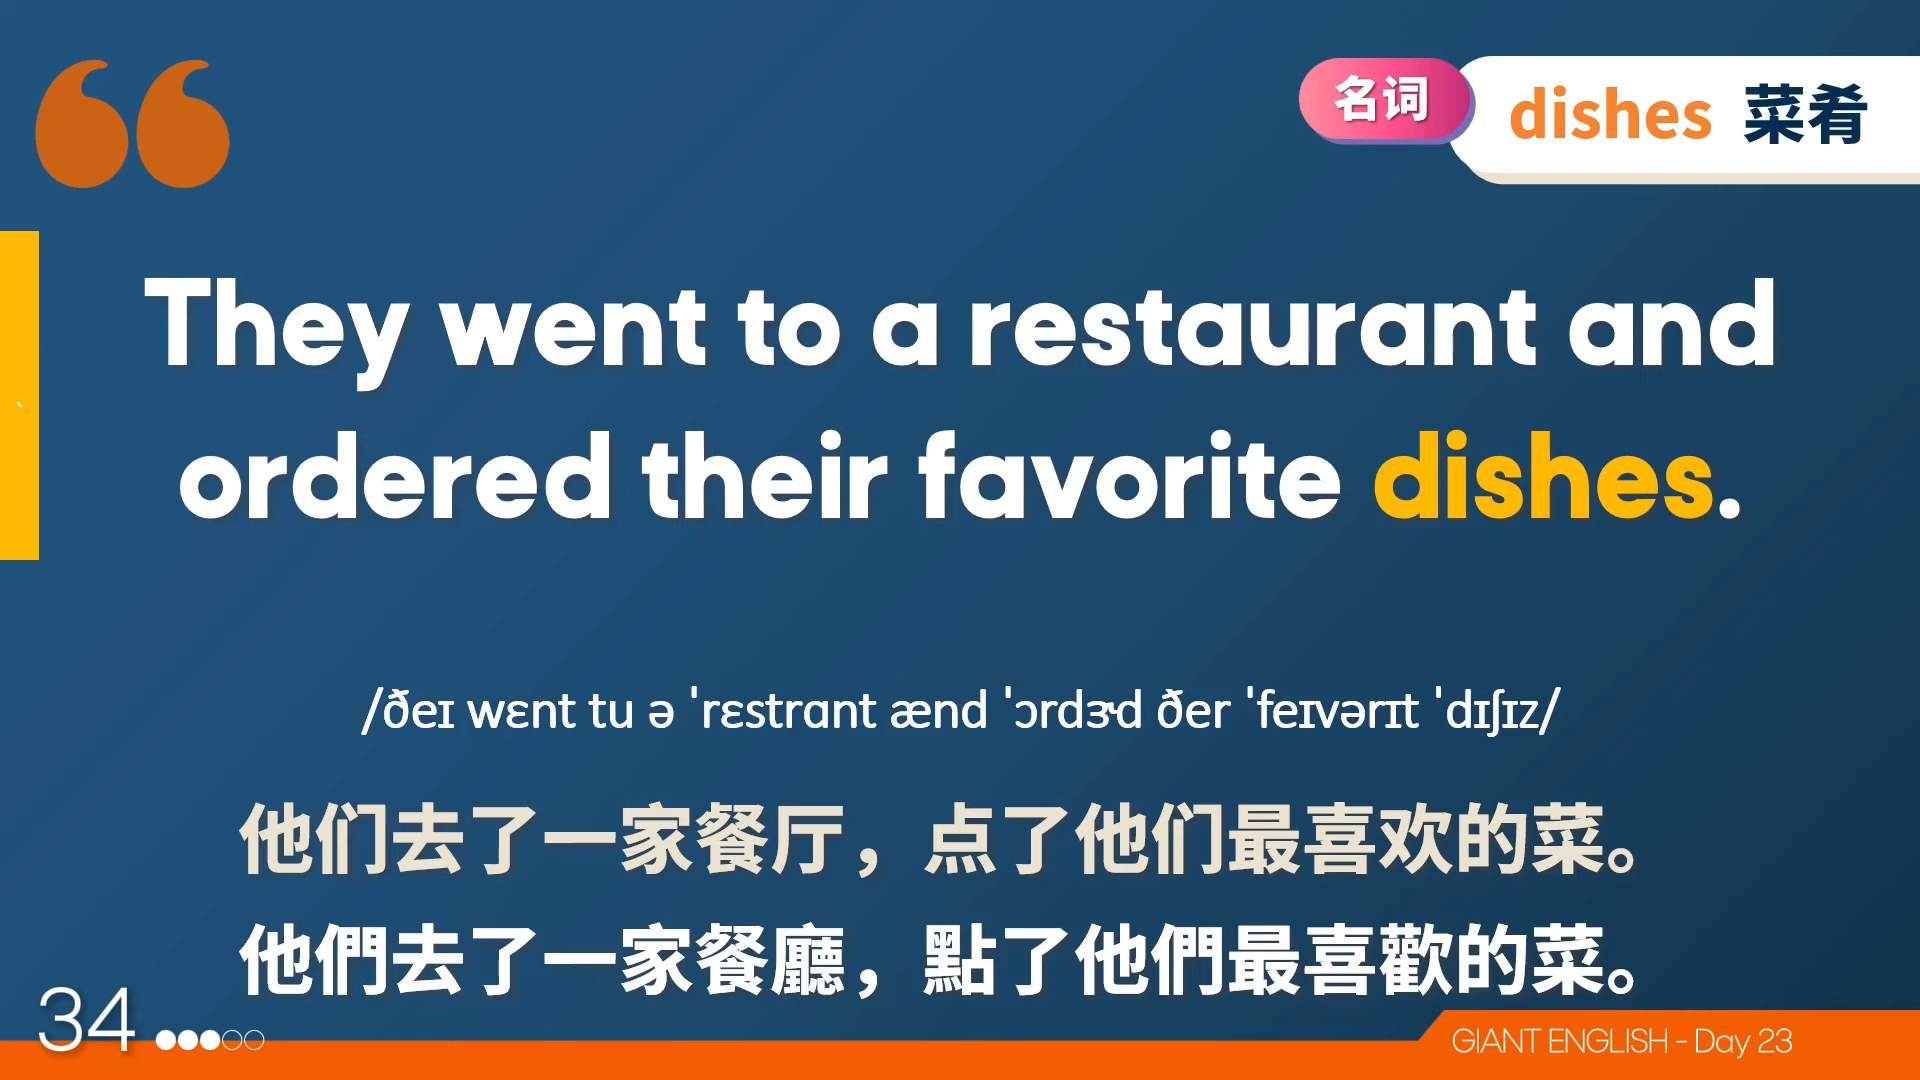 名词
dishes 菜肴
They went to a restaurant and
ordered their favorite dishes.
/ðeɪ wɛnt tu ə ˈrɛstrɑnt ænd ˈɔrdɝd ðer ˈfeɪvərɪt ˈdɪʃɪz/
他们去了一家餐厅，点了他们最喜欢的菜。
他們去了一家餐廳，點了他們最喜歡的菜。
34
GIANT ENGLISH - Day 23